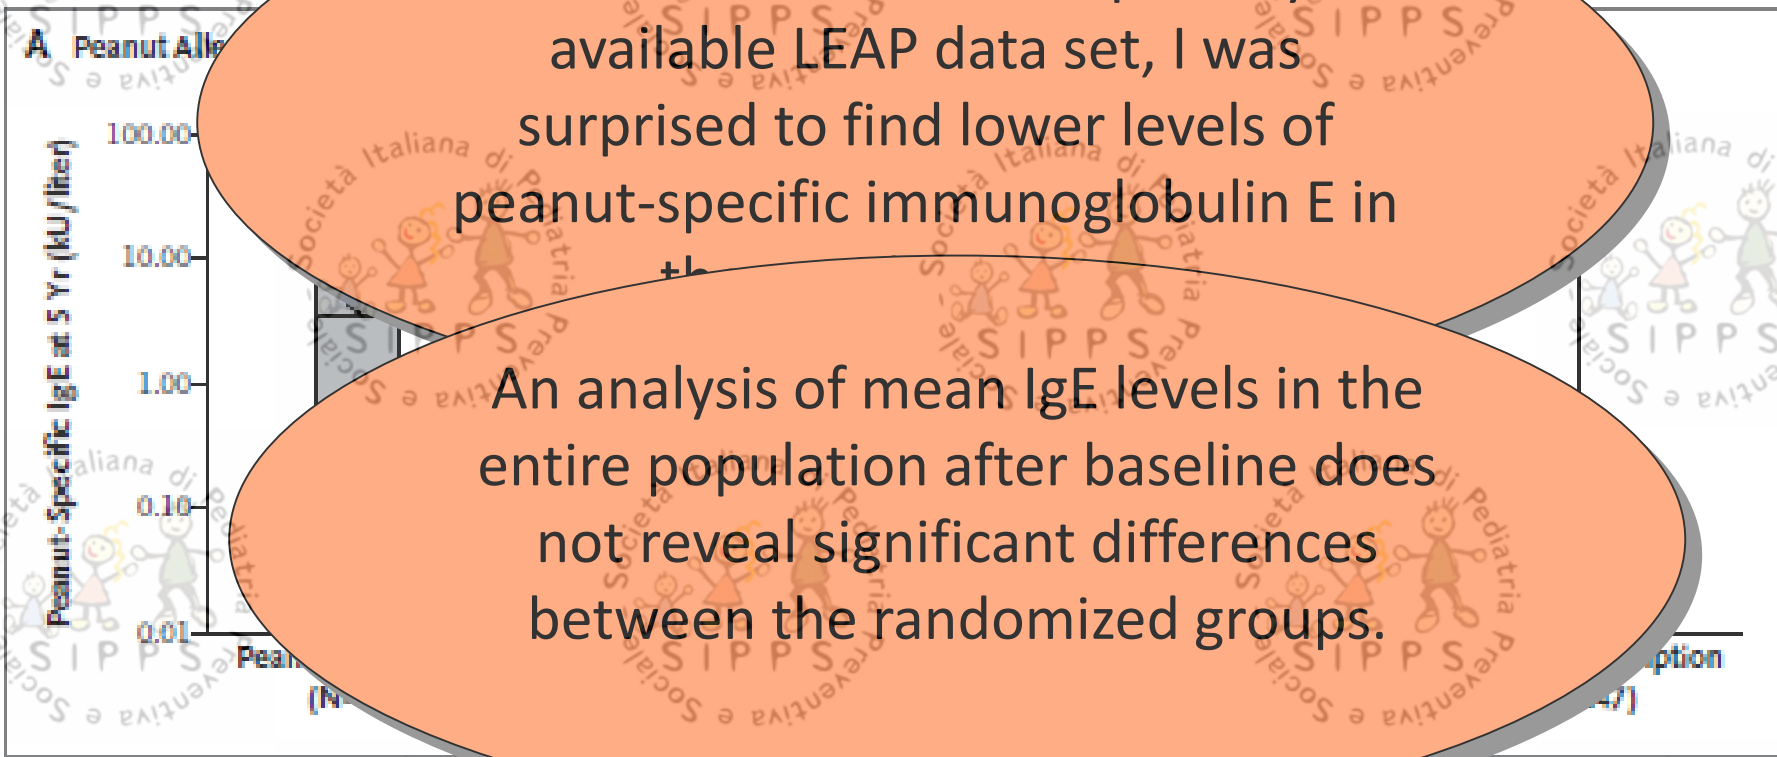 A Peanut Alle
available LEAP data set, I was
surprised to find lower levels of
peanut-specific immunoglobulin E in
th
An analysis of mean IgE levels in the
entire population after baseline does
not reveal significant differences
between the randomized groups.
Peanut-Specific IgE at 5 Yr (kU/liter)
100.00
10.00
1.00
0.10
0.01
Pean
(N
ption
47)
Società Italiana di Pediatria Preventiva e Sociale -
SIPPS